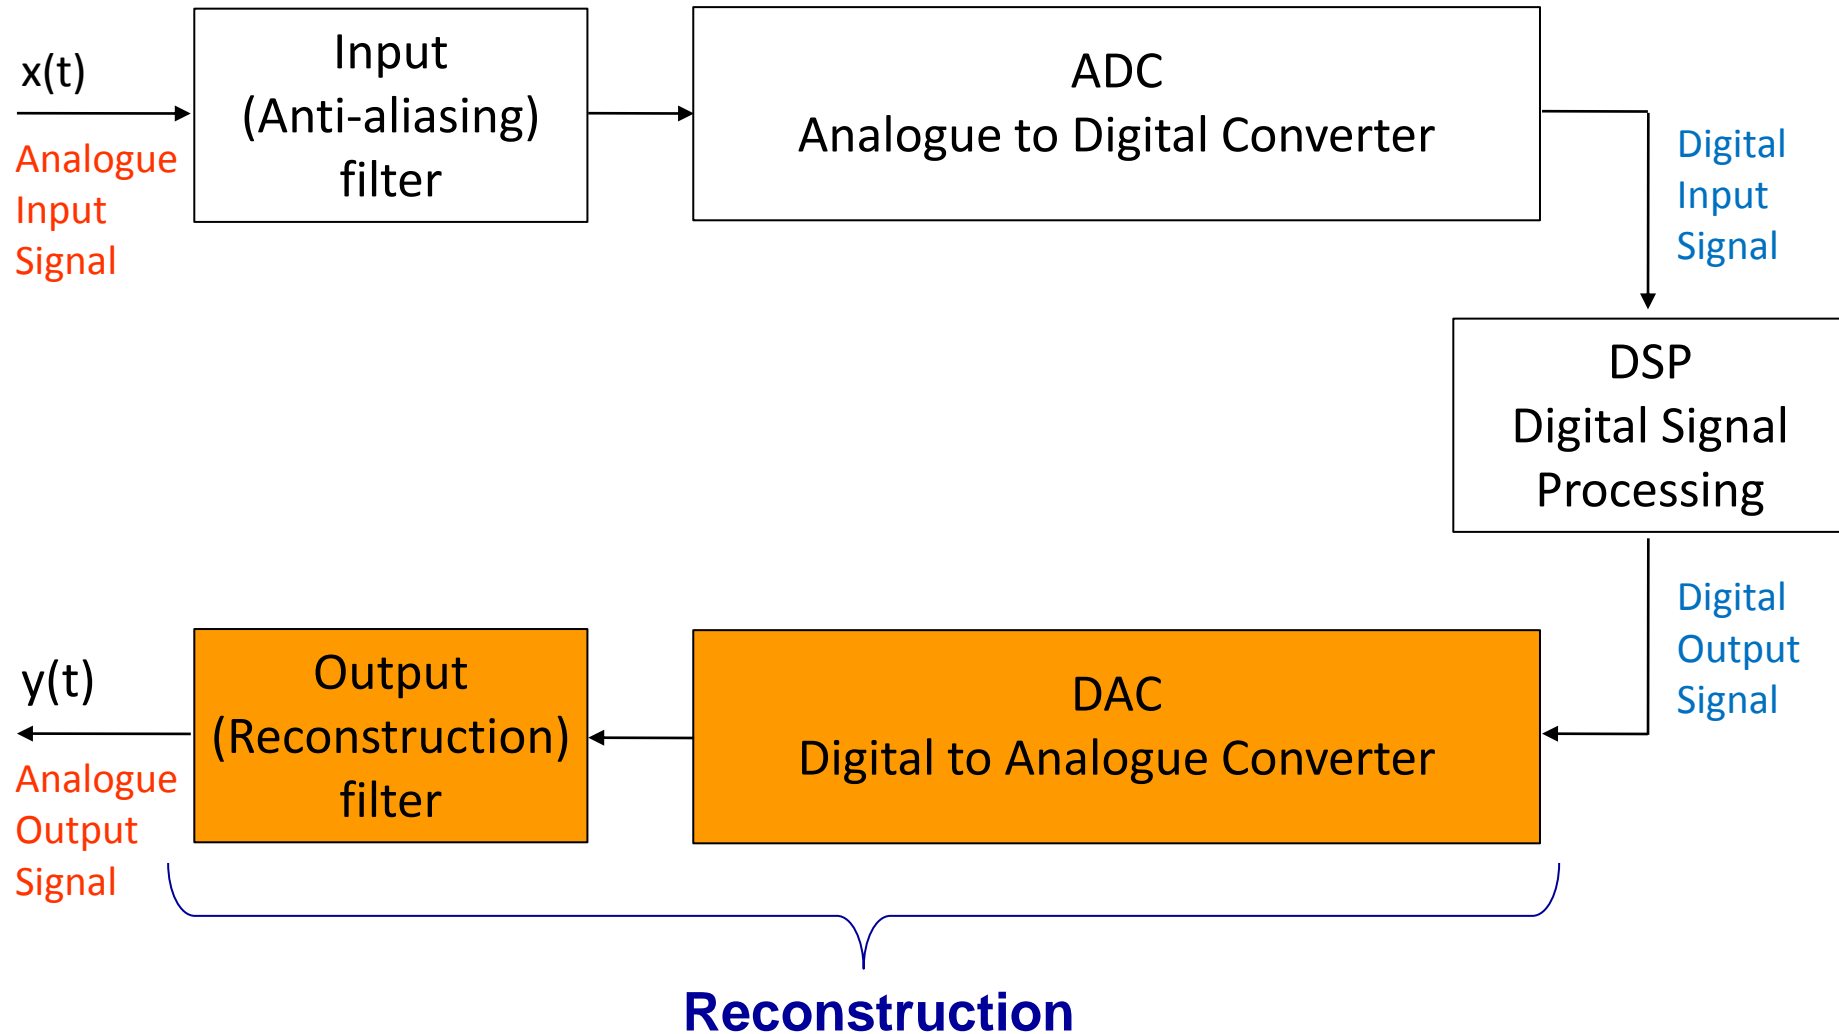 x(t)
Analogue
Input
Signal
Input
(Anti-aliasing)
filter
ADC
Analogue to Digital Converter
Digital
Input
Signal
DSP
Digital Signal
Processing
Digital
Output
Signal
DAC
Digital to Analogue Converter
Output
(Reconstruction)
filter
y(t)
Analogue
Output
Signal
Reconstruction